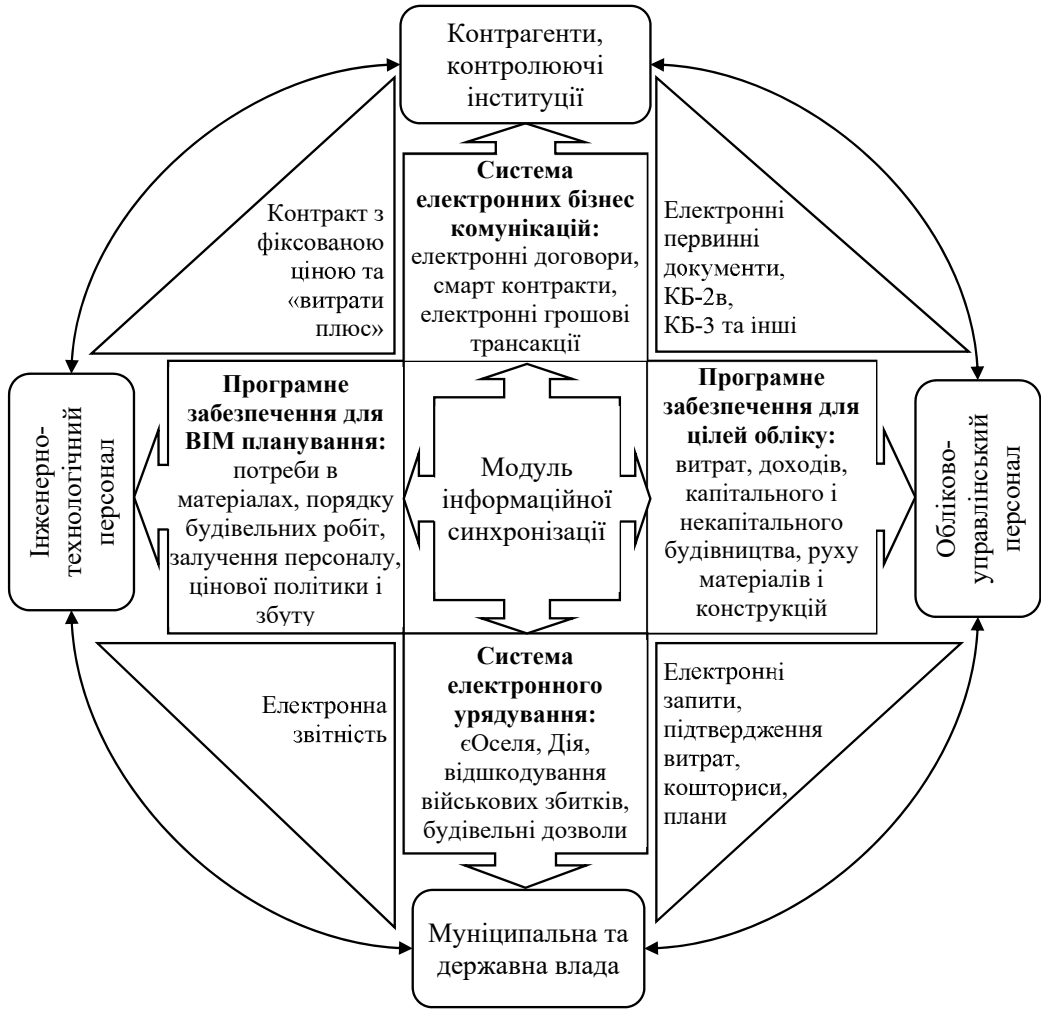 Контрагенти,
контролюючі
інституції
Контракт з
фіксованою
ціною та
«витрати
плюс»
Система
електронних бізнес
комунікацій:
електронні договори,
смарт контракти,
електронні грошові
трансакції
Електронні
первинні
документи,
КБ-2в,
КБ-3 та інші
Інженерно-
технологічний
персонал
Програмне
забезпечення для
BIM планування:
потреби в
матеріалах, порядку
будівельних робіт,
залучення персоналу,
цінової політики і
збуту
Модуль
інформаційної
синхронізації
Програмне
забезпечення для
цілей обліку:
витрат, доходів,
капітального і
некапітального
будівництва, руху
матеріалів і
конструкцій
Обліково-
управлінський
персонал
Електронна
звітність
Система
електронного
урядування:
єОселя, Дія,
відшкодування
військових збитків,
будівельні дозволи
Електронні
запити,
підтвердження
витрат,
кошториси,
плани
Муніципальна та
державна влада